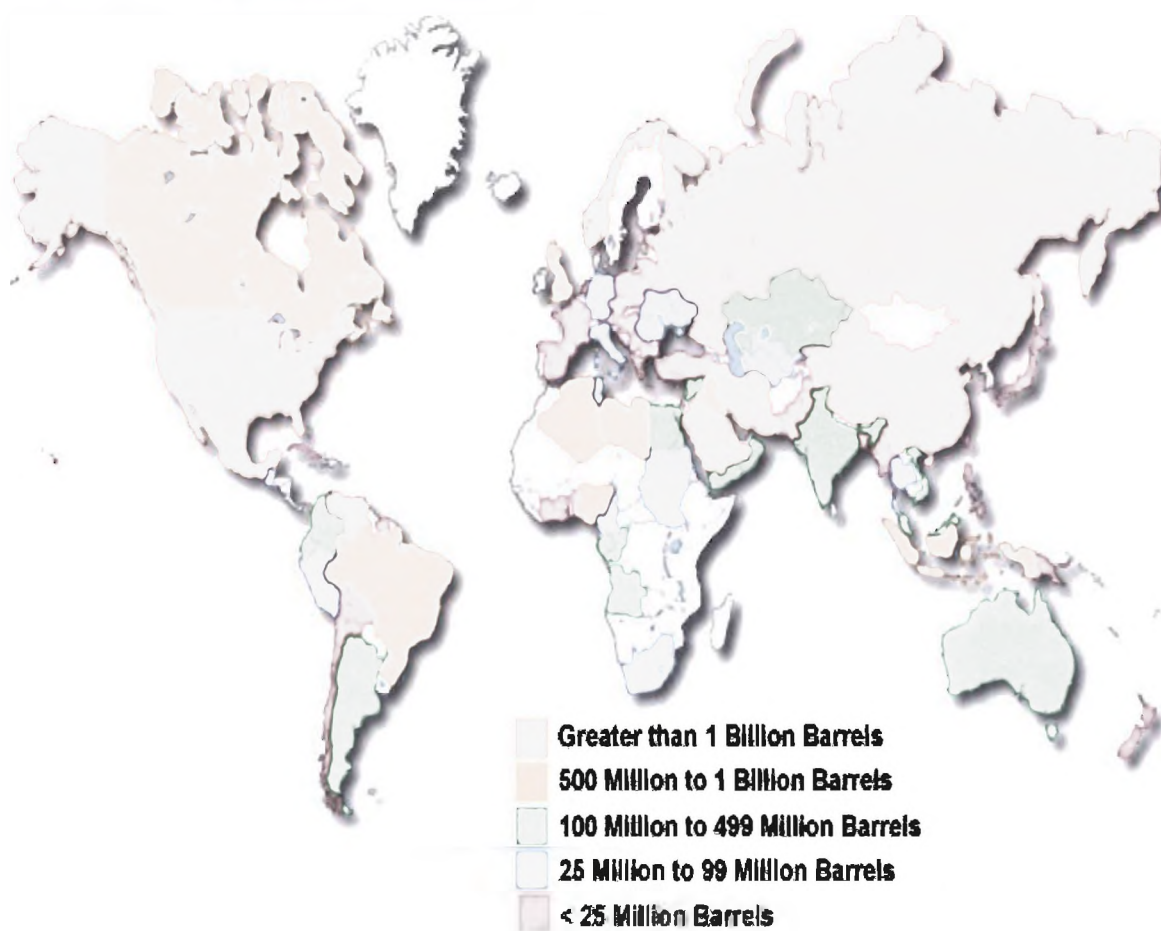 Greater than 1 Billion Barrels
500 Million to 1 Billion Barrels
100 Million to 499 Million Barrels
25 Million to 99 Million Barrels
< 25 Million Barrels